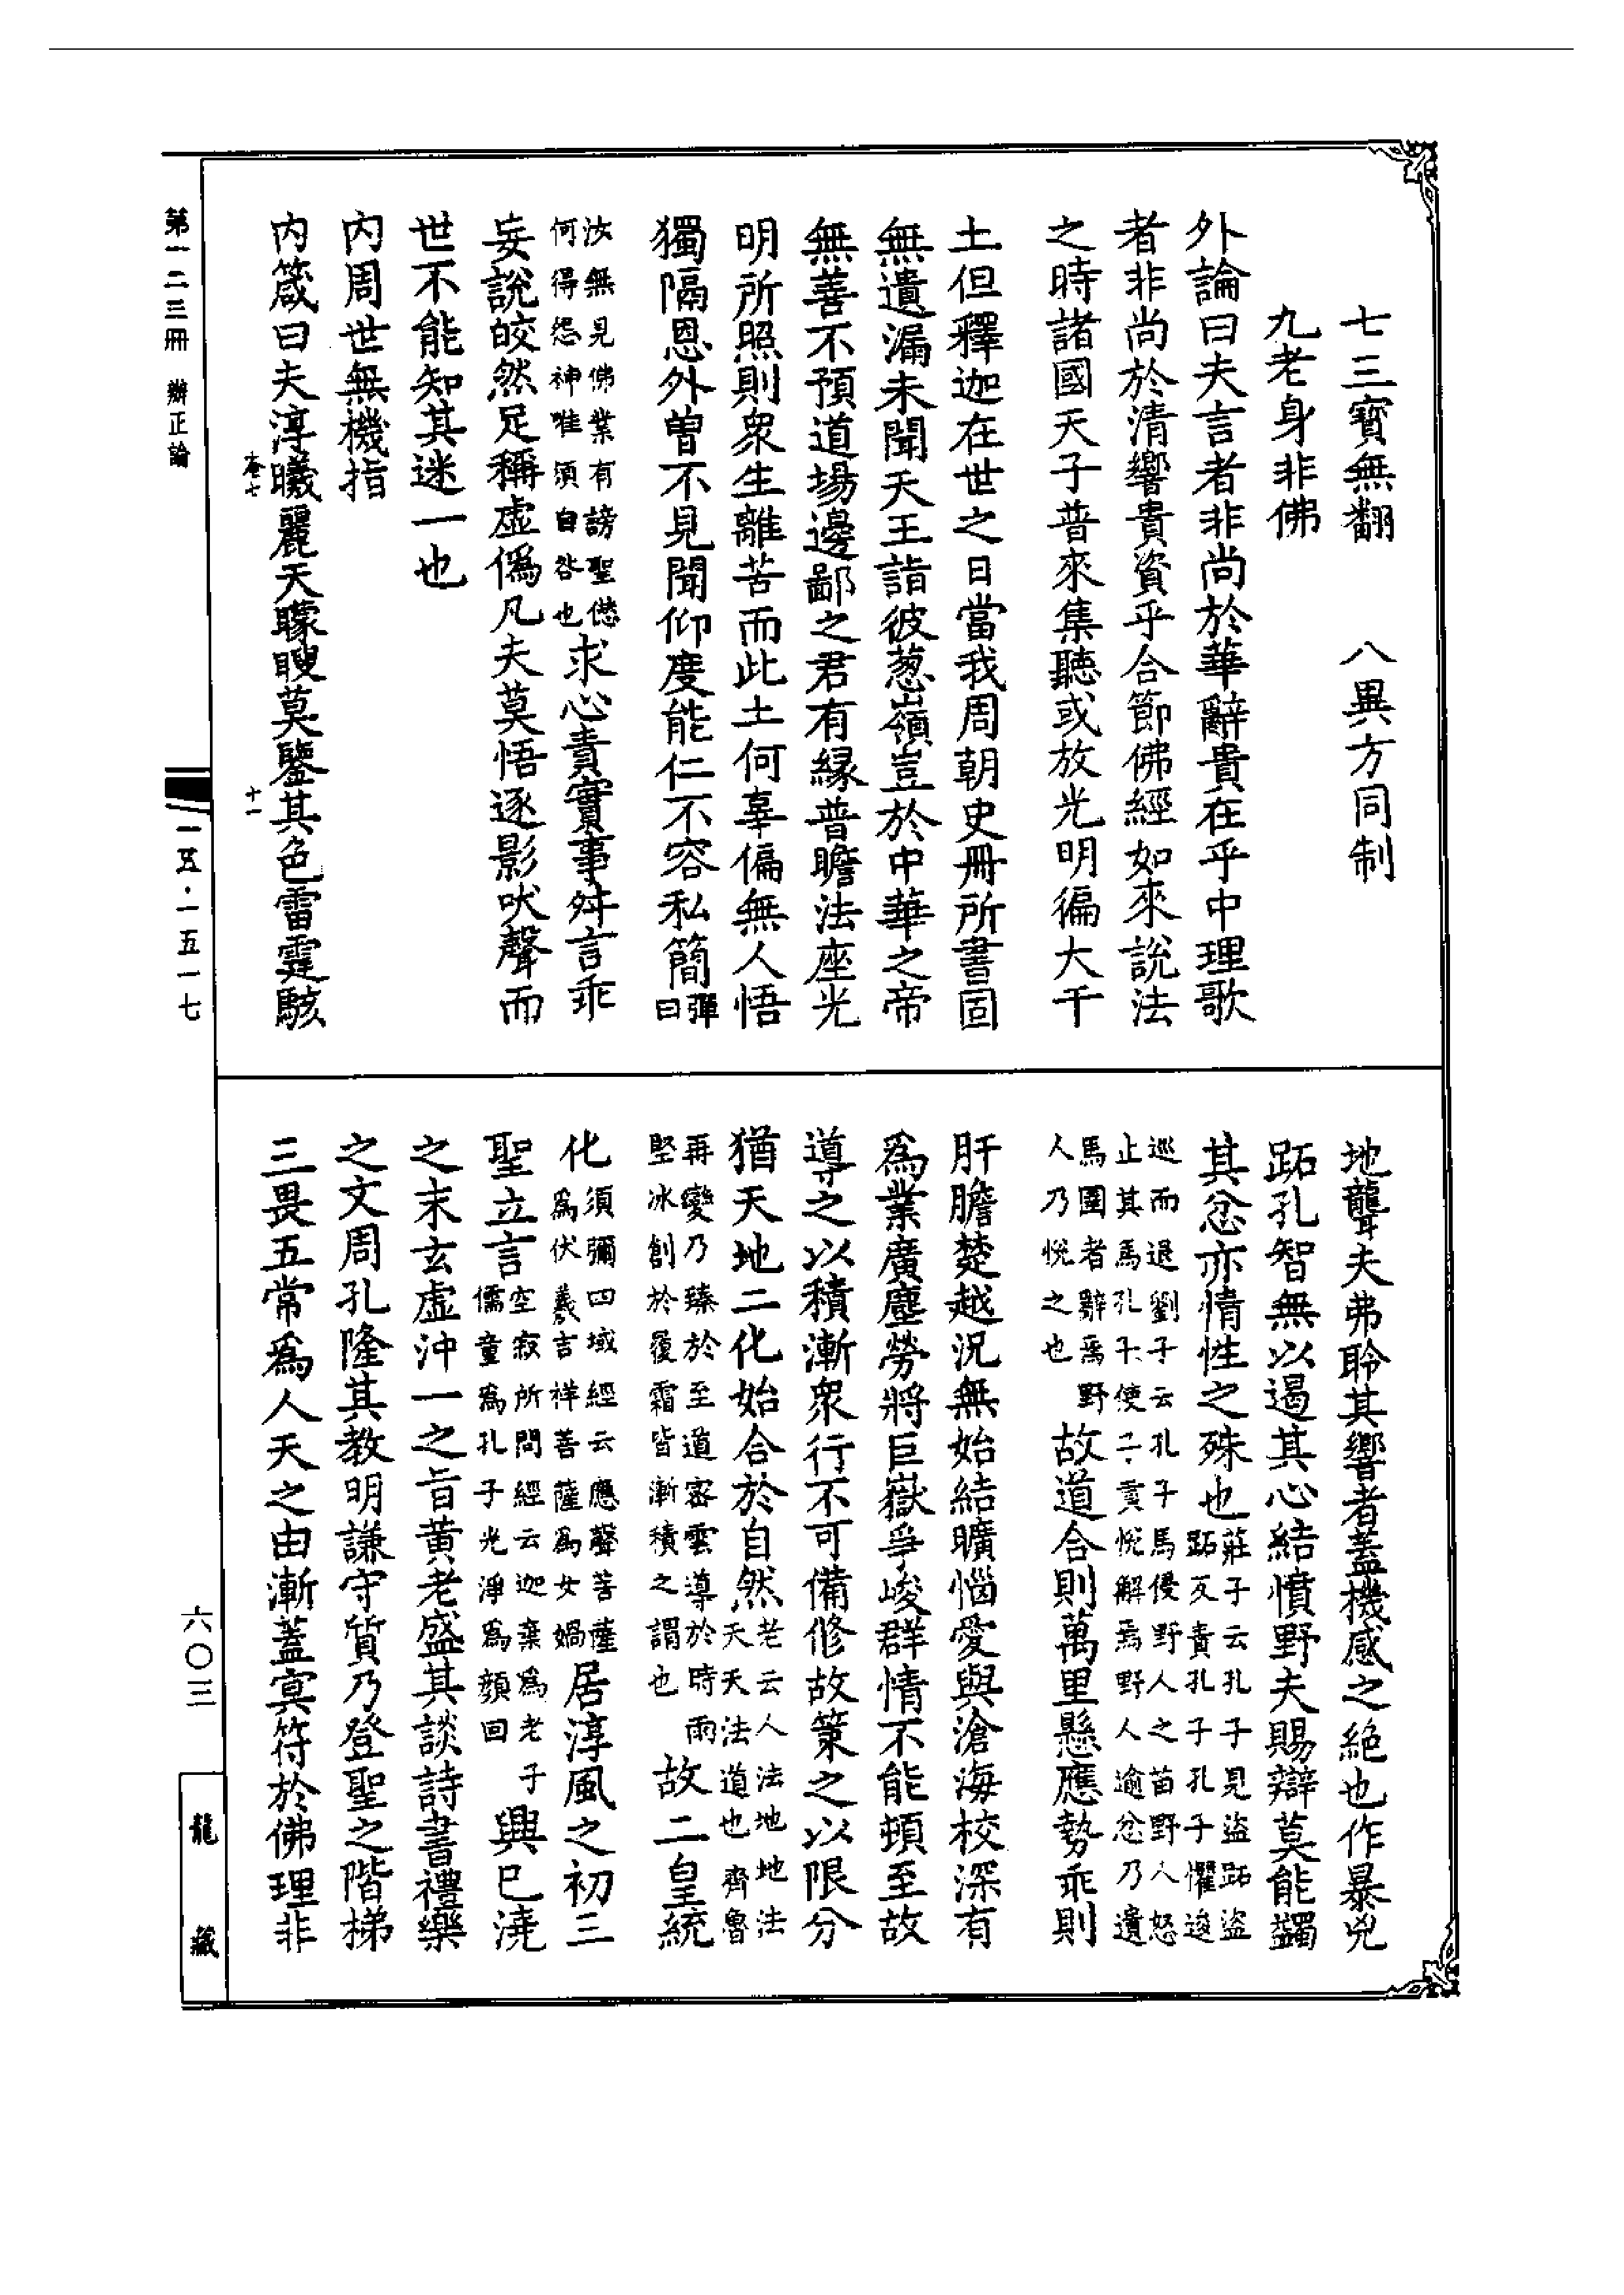 七三寶無翻　八異方同制
九老身非佛
外論曰夫言者非尚於華辭貴在乎中理歌
者非尚於清響貴資乎合節佛經如來說法
之時諸國天子普來集聽或放光明徧大千
土但釋迦在世之日當我周朝史冊所書固
無遺漏未聞天王詣彼葱嶺豈於中華之帝
無善不預道場邊鄙之君有緣普瞻法座光
明所照則衆生離苦而此土何辜偏無人悟
獨隔恩外曾不見聞仰度能仁不容私簡彈曰
汝無見佛業有謗聖愆何得怨神唯須自咎也求心責實事舛言乖
妄說皎然足稱虛僞凡夫莫悟逐影吠聲而
世不能知其迷一也
內周世無機指
內箴曰夫淳曦麗天矇瞍莫鑒其色雷霆駭
地聾夫弗聆其響者蓋機感之絶也作暴兇
跖孔智無以遏其心結憤野夫賜辯莫能蠲
其忿亦情性之殊也莊子云孔子見盜跖盜跖反責孔子孔子懼逡
巡而退劉子云孔子馬侵野人之苗野人怒止其馬孔子使子貢悅解焉野人逾忿乃遺
馬圉者辭焉野人乃悅之也故道合則萬里懸應勢乖則
肝膽楚越況無始結曠惱愛與滄海校深有
爲業廣塵勞將巨嶽爭峻群情不能頓至故
導之以積漸衆行不可備修故策之以限分
猶天地二化始合於自然老云人法地地法天天法道也齊魯
再變乃臻於至道密雲導於時雨堅冰創於履霜皆漸積之謂也故二皇統
化須彌四域經云應聲菩薩爲伏羲吉祥菩薩爲女媧居淳風之初三
聖立言空寂所問經云迦葉爲老子儒童爲孔子光淨爲顏回興已澆
之末玄虛沖一之旨黃老盛其談詩書禮樂
之文周孔隆其教明謙守質乃登聖之階梯
三畏五常爲人天之由漸蓋冥符於佛理非
第一二三冊　辯正論
卷七
十一
一五五·一五一七
六〇三
龍藏